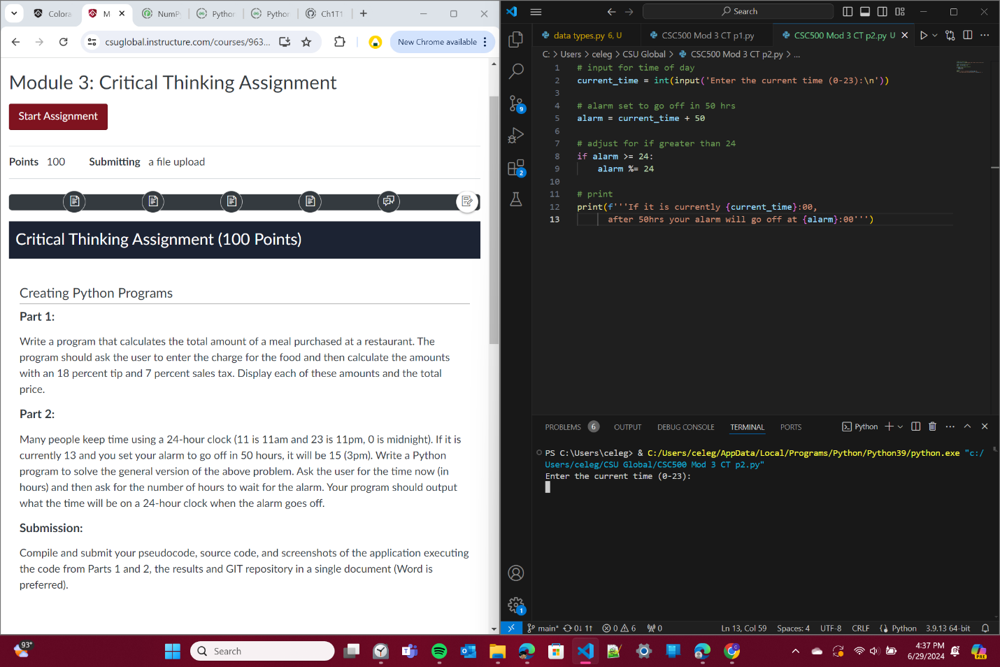 Colora
M
NumP
Pythor
Pythor
Ch1T1
csuglobal.instructure.com/courses/963...
New Chrome available
Module 3: Critical Thinking Assignment
Start Assignment
Points 100 Submitting a file upload
Critical Thinking Assignment (100 Points)
Creating Python Programs
Part 1:
Write a program that calculates the total amount of a meal purchased at a restaurant. The
program should ask the user to enter the charge for the food and then calculate the amounts
with an 18 percent tip and 7 percent sales tax. Display each of these amounts and the total
price.
Part 2:
Many people keep time using a 24-hour clock (11 is 11am and 23 is 11pm, 0 is midnight). If it is
currently 13 and you set your alarm to go off in 50 hours, it will be 15 (3pm). Write a Python
program to solve the general version of the above problem. Ask the user for the time now (in
hours) and then ask for the number of hours to wait for the alarm. Your program should output
what the time will be on a 24-hour clock when the alarm goes off.
Submission:
Compile and submit your pseudocode, source code, and screenshots of the application executing
the code from Parts 1 and 2, the results and GIT repository in a single document (Word is
preferred).
Search
data types.py 6, U
CSC500 Mod 3 CT p1.py
CSC500 Mod 3 CT p2.py U
C: > Users > celeg > CSU Global > CSC500 Mod 3 CT p2.py > ...
1 # input for time of day
2 current_time = int(input('Enter the current time (0-23):\n'))
3
4 # alarm set to go off in 50 hrs
5 alarm = current_time + 50
6
7 # adjust for if greater than 24
8 if alarm >= 24:
9 alarm %= 24
10
11 # print
12 print(f'''If it is currently {current_time}:00,
13 after 50hrs your alarm will go off at {alarm}:00''')
9
2
1
PROBLEMS 6 OUTPUT DEBUG CONSOLE TERMINAL PORTS Python
PS C:\Users\celeg> & C:/Users/celeg/AppData/Local/Programs/Python/Python39/python.exe "c:/
Users/celeg/CSU Global/CSC500 Mod 3 CT p2.py"
Enter the current time (0-23):
main* 0↓ 1↑ 0 6 0 Ln 13, Col 59 Spaces: 4 UTF-8 CRLF Python 3.9.13 64-bit
93°
Search
4:37 PM
6/29/2024
PRE